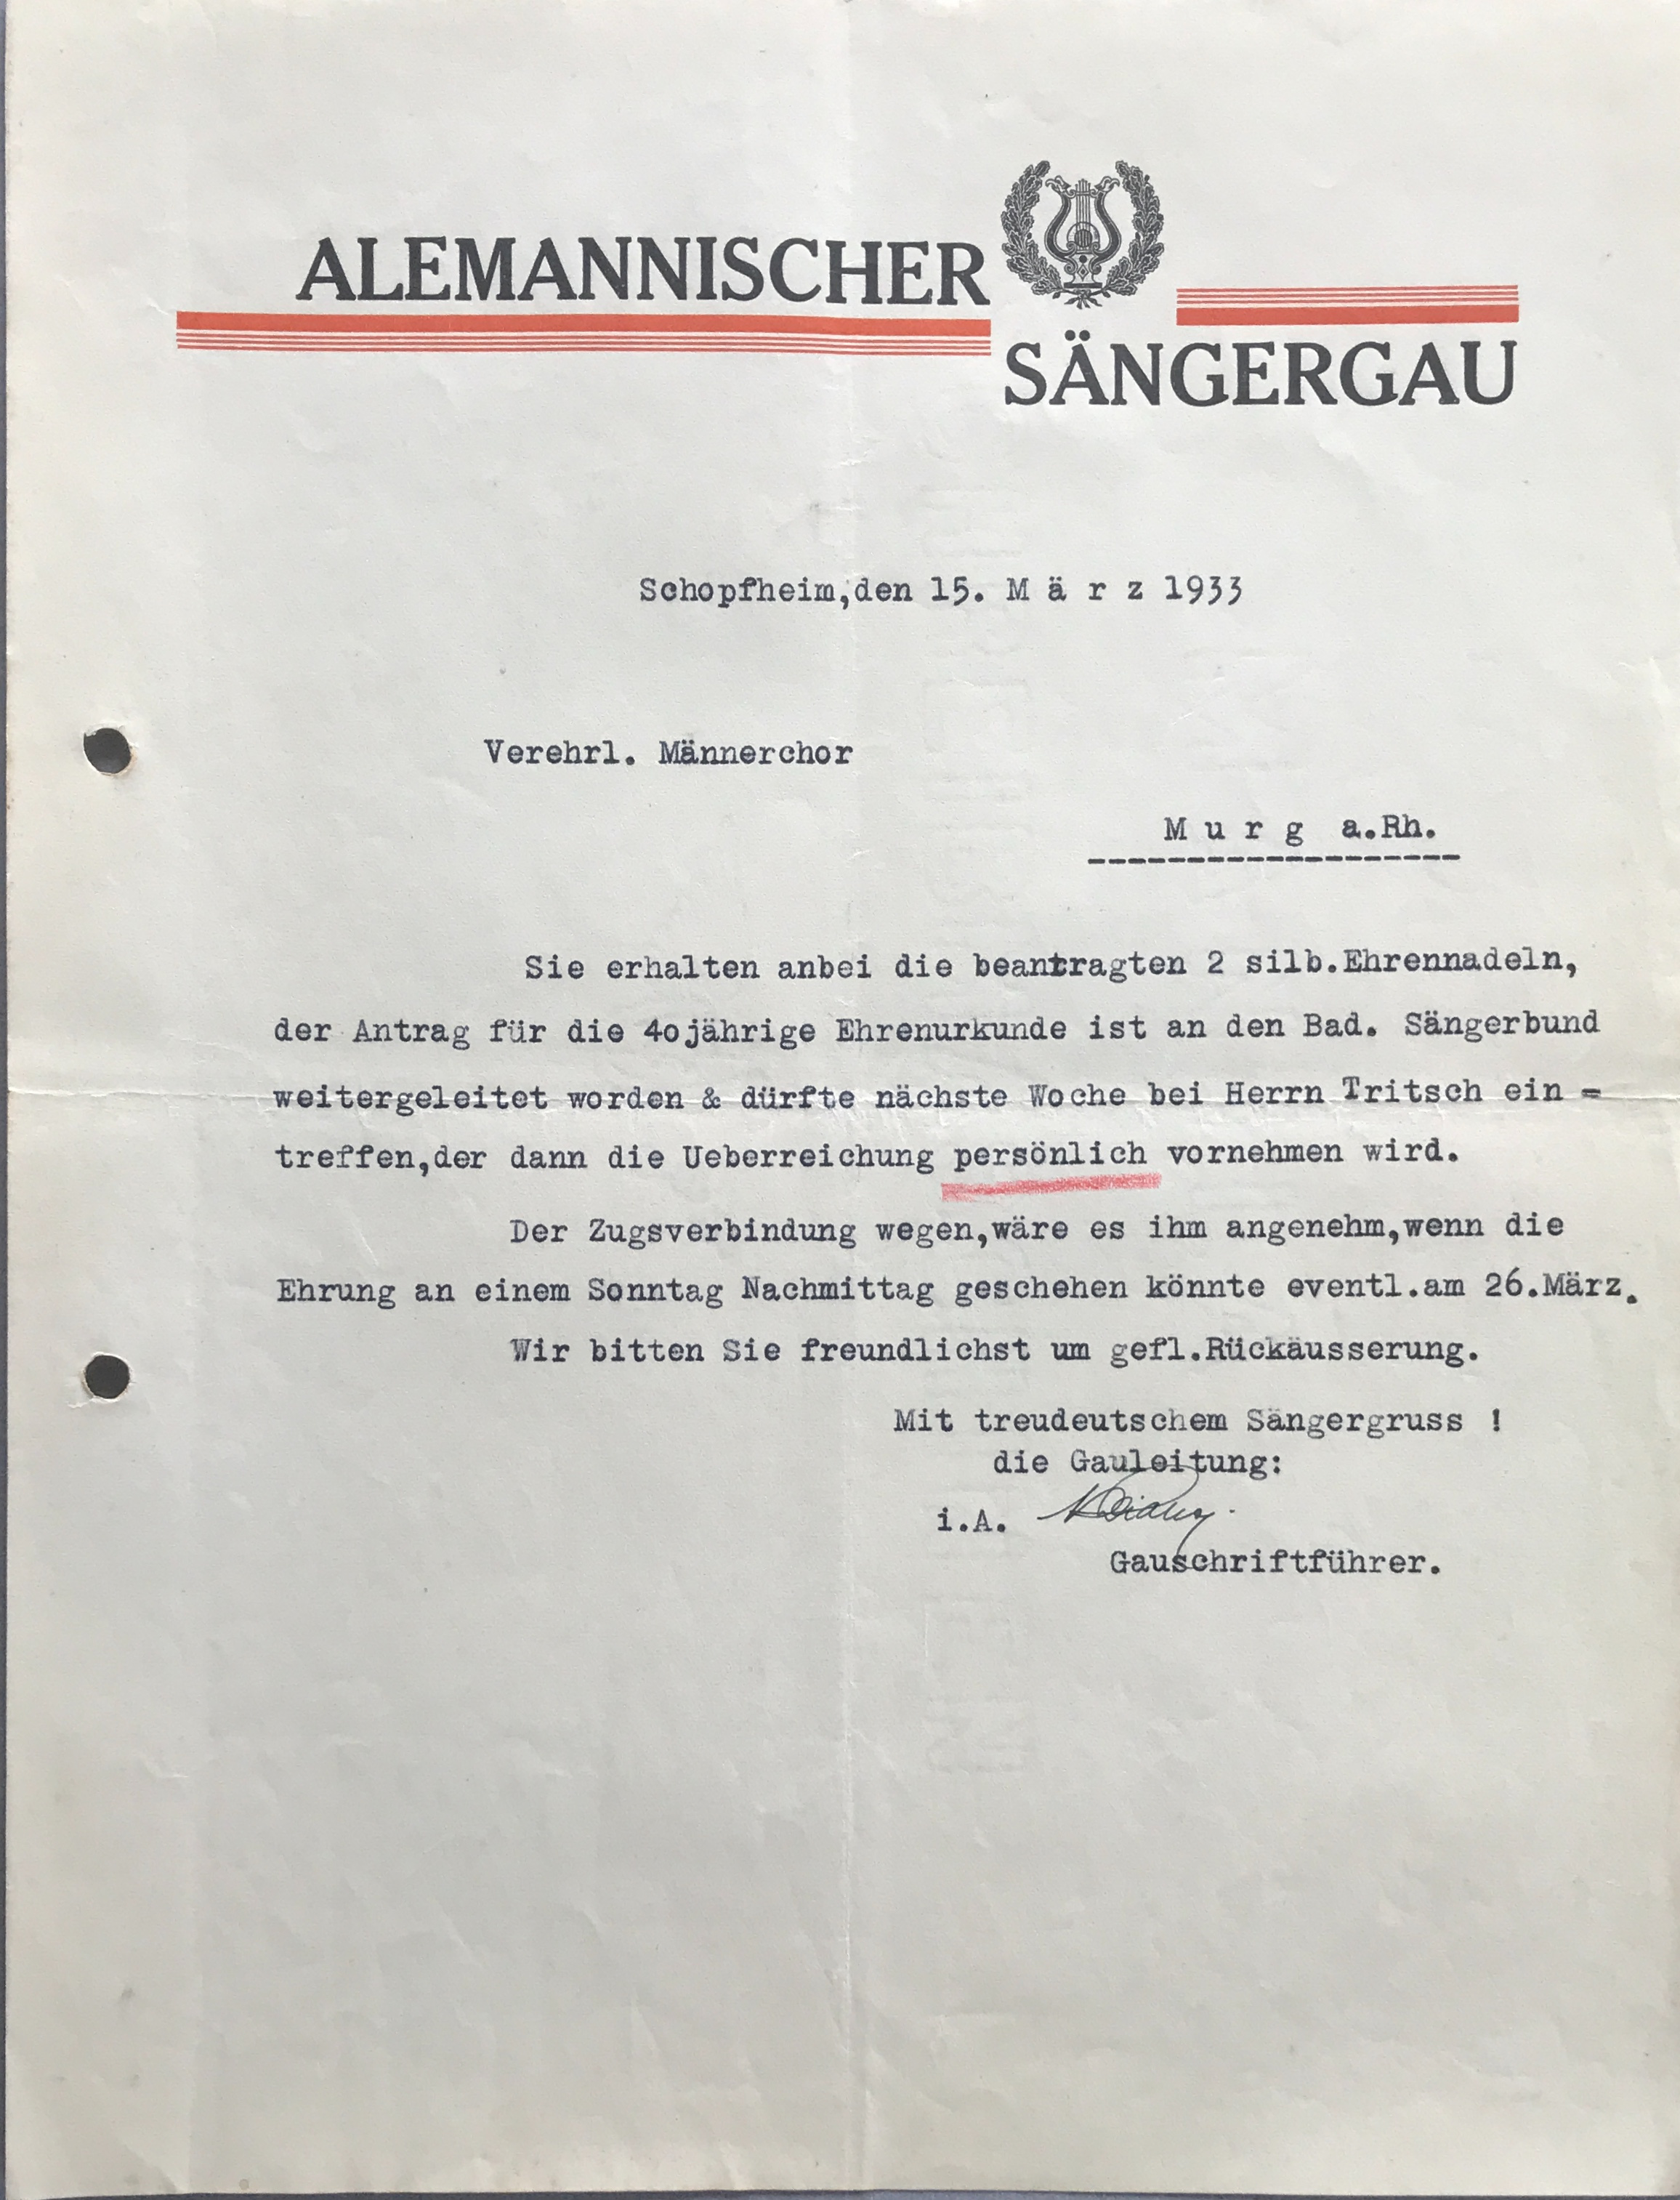 ALEMANNISCHER
SÄNGERGAU
Schopfheim,den 15. M ä r z 1933
Verehrl. Männerchor
M u r g a.Rh.
Sie erhalten anbei die beantragten 2 silb.Ehrennadeln,
der Antrag für die 40jährige Ehrenurkunde ist an den Bad. Sängerbund
weitergeleitet worden & dürfte nächste Woche bei Herrn Tritsch ein =
treffen,der dann die Ueberreichung persönlich vornehmen wird.
Der Zugsverbindung wegen,wäre es ihm angenehm,wenn die
Ehrung an einem Sonntag Nachmittag geschehen könnte eventl.am 26.März.
Wir bitten Sie freundlichst um gefl.Rückäusserung.
Mit treudeutschem Sängergruss !
die Gauleitung:
i.A.
Gauschriftführer.